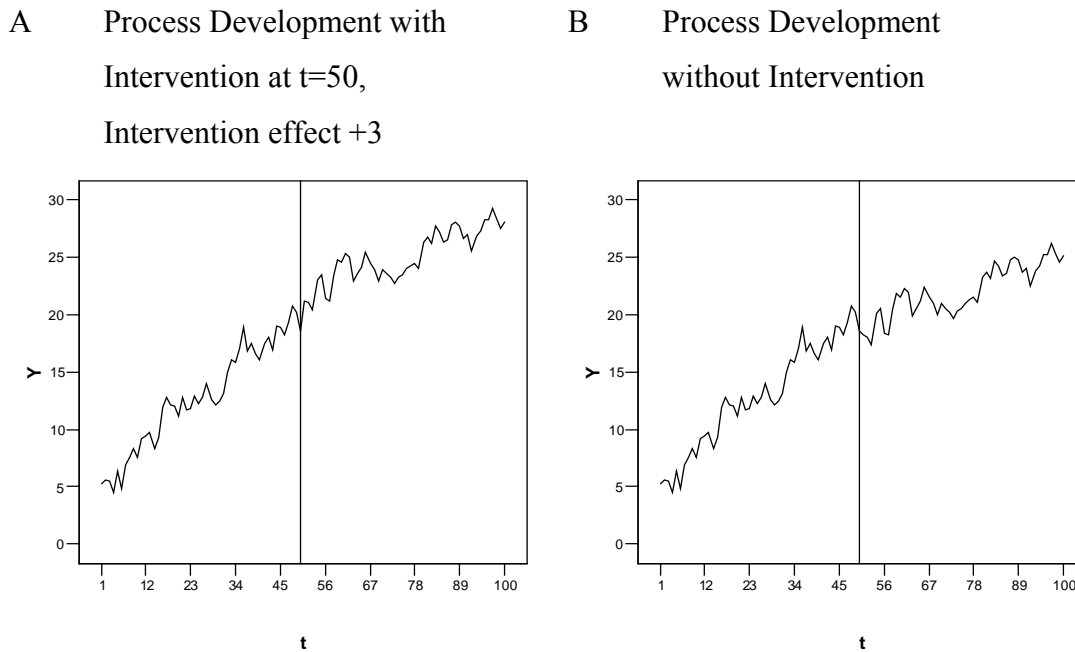 A Process Development with
Intervention at t=50,
Intervention effect +3
30
25
20
15
10
5
0
Y
1 12 23 34 45 56 67 78 89 100
t
B Process Development
without Intervention
30
25
20
15
10
5
0
Y
1 12 23 34 45 56 67 78 89 100
t